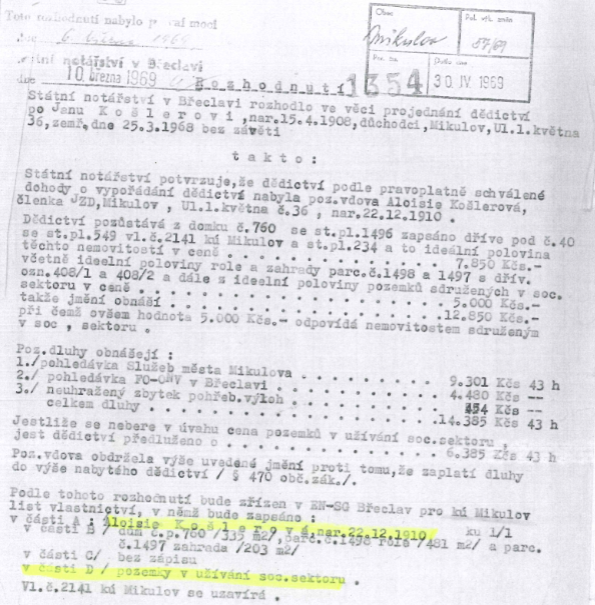 Toto rozhodnutí nabylo právní moci
dne 6. března 1969
Státní notářství v Břeclavi
dne 10. března 1969
Obec
Mikulov
Pol. výk. změn
87/69
Došlo dne
30. IV. 1969
1354
Rozhodnutí
Státní notářství v Břeclavi rozhodlo ve věci projednání dědictví
po Janu Košlerovi, nar.15.4.1908, důchodci, Mikulov, Ul.1.května
36, zemř. dne 25.3.1968 bez závěti
takto:
Státní notářství potvrzuje, že dědictví podle pravoplatně schválené
dohody o vypořádání dědictví nabyla poz.vdova Aloisie Košlerová,
členka JZD, Mikulov, Ul.1.května č.36, nar.22.12.1910.
Dědictví pozůstává z domku č.760 se st.pl.1496 zapsáno dříve pod č.40
se st.pl.549 vl.č.2141 kú Mikulov a st.pl.234 a to ideální polovina
těchto nemovitostí v ceně . . . . . . . . . . . . 7.850 Kčs.-
včetně ideelní poloviny role a zahrady parc.č.1498 a 1497 s dřív.
ozn.408/1 a 408/2 a dále z ideelní poloviny pozemků sdružených v soc.
sektoru v ceně . . . . . . . . . . . . . . 5.000 Kčs.-
takže jmění obnáší . . . . . . . . . . . . 12.850 Kčs.-
při čemž ovšem hodnota 5.000 Kčs.- odpovídá nemovitostem sdruženým
v soc, sektoru.
Poz.dluhy obnášejí :
1./pohledávka Služeb města Mikulova . . . . . . . . 9.301 Kčs 43 h
2./ pohledávka FO-ONV v Břeclavi . . . . . . . . . 4.480 Kčs --
3./ neuhražený zbytek pohřeb.výloh . . . . . . . . Kčs --
celkem dluhy . . . . . . . . . . . . 14.385 Kčs 43 h
Jestliže se nebere v úvahu cena pozemků v užívání soc.sektoru,
jest dědictví předluženo o . . . . . . . . . . 6.385 Kčs 43 h
Poz.vdova obdržela výše uvedené jmění proti tomu, že zaplatí dluhy
do výše nabytého dědictví / § 470 obč.zák./.
Podle tohoto rozhodnutí bude zřízen v EN-SG Břeclav pro kú Mikulov
list vlastnictví, v němž bude zapsáno :
v části A : Aloisie Košlerová, nar.22.12.1910 ku 1/1
v části B / dům č.p.760 /335 m2/, parc.č.1498 role /481 m2/ a parc.
č.1497 zahrada /203 m2/
v části C/ bez zápisu
v části D / pozemky v užívání soc.sektoru .
Vl.č.2141 kú Mikulov se uzavírá .